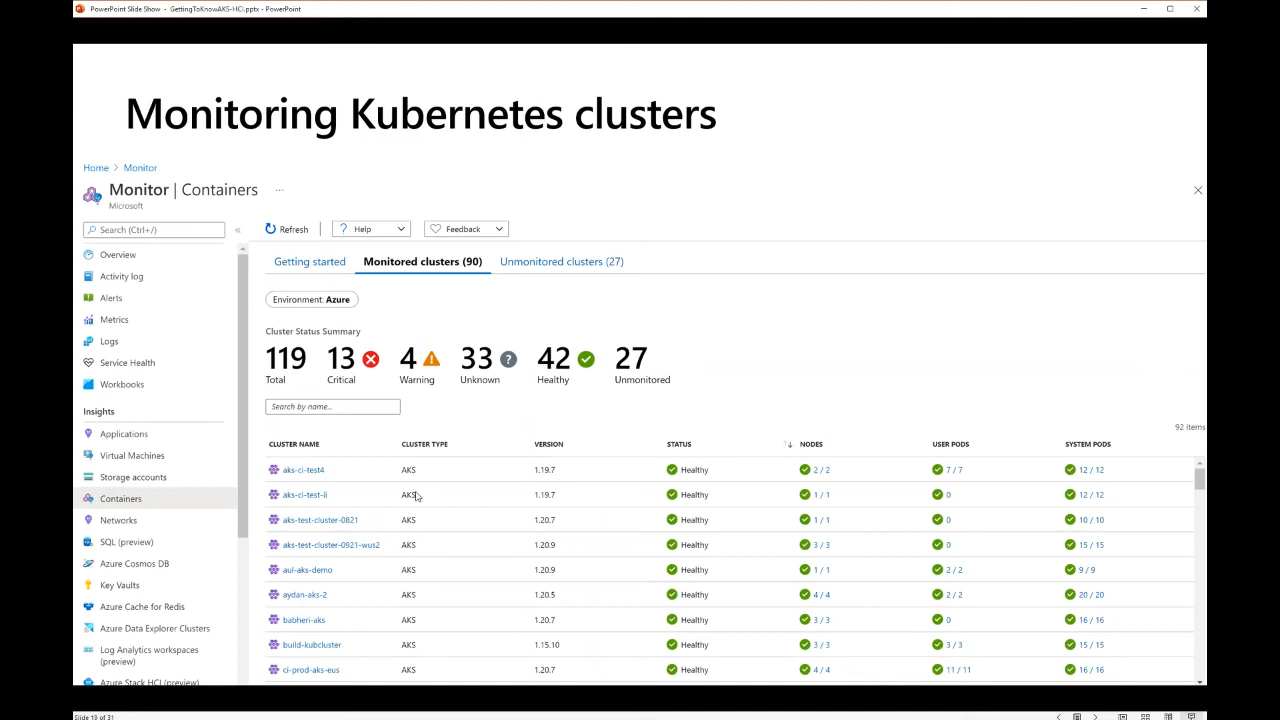 PowerPoint Slide Show - GettingToKnowAKS-HCI.pptx - PowerPoint
Monitoring Kubernetes clusters
Home > Monitor
Monitor | Containers ...
Microsoft
Search (Ctrl+/)
«
Refresh
Help
Feedback
Overview
Activity log
Alerts
Metrics
Logs
Service Health
Workbooks
Insights
Applications
Virtual Machines
Storage accounts
Containers
Networks
SQL (preview)
Azure Cosmos DB
Key Vaults
Azure Cache for Redis
Azure Data Explorer Clusters
Log Analytics workspaces
(preview)
Azure Stack HCI (preview)
Getting started Monitored clusters (90) Unmonitored clusters (27)
Environment: Azure
Cluster Status Summary
119 13 4 33 42 27
Total Critical Warning Unknown Healthy Unmonitored
Search by name...
92 items
CLUSTER NAME CLUSTER TYPE VERSION STATUS ↑↓ NODES USER PODS SYSTEM PODS
aks-ci-test4 AKS 1.19.7 Healthy 2 / 2 7 / 7 12 / 12
aks-ci-test-ii AKS 1.19.7 Healthy 1 / 1 0 12 / 12
aks-test-cluster-0821 AKS 1.20.7 Healthy 1 / 1 0 10 / 10
aks-test-cluster-0921-wus2 AKS 1.20.9 Healthy 3 / 3 0 15 / 15
aul-aks-demo AKS 1.20.9 Healthy 1 / 1 2 / 2 9 / 9
aydan-aks-2 AKS 1.20.5 Healthy 4 / 4 2 / 2 20 / 20
babheri-aks AKS 1.20.7 Healthy 3 / 3 0 16 / 16
build-kubcluster AKS 1.15.10 Healthy 3 / 3 3 / 3 15 / 15
ci-prod-aks-eus AKS 1.20.7 Healthy 4 / 4 11 / 11 16 / 16
Slide 19 of 31